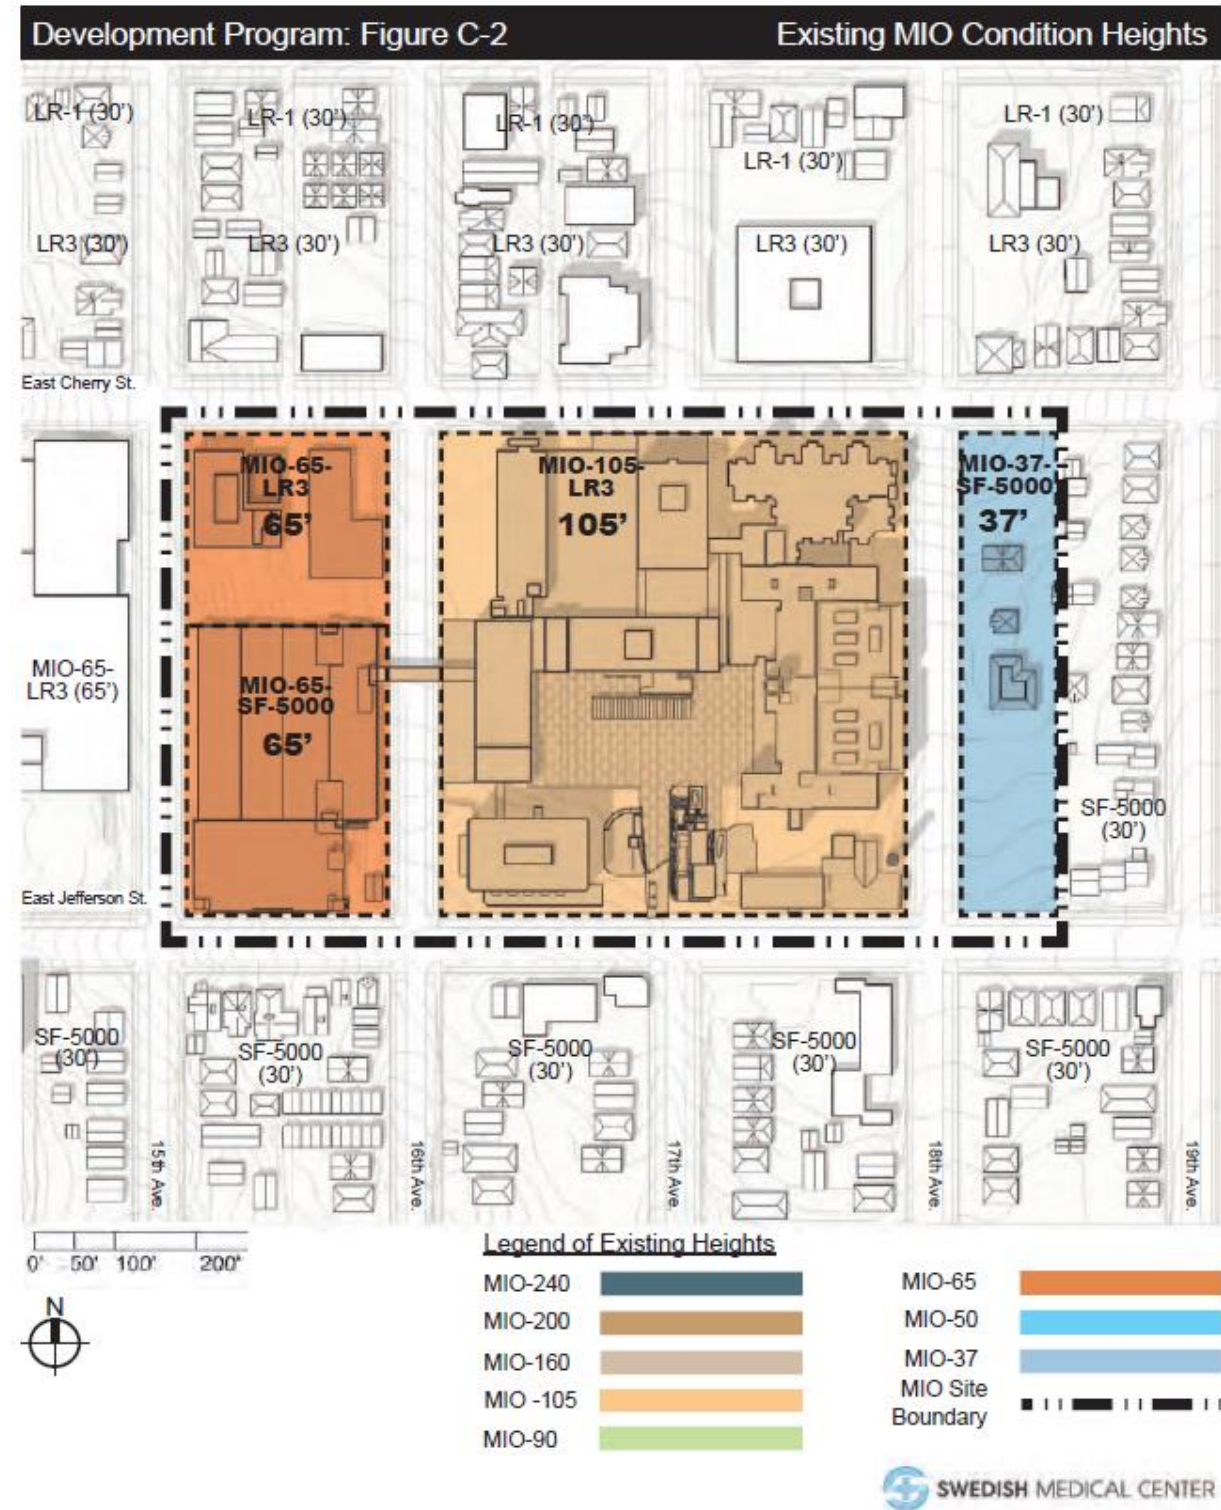 Development Program: Figure C-2
Existing MIO Condition Heights
LR-1 (30')
LR-1 (30')
LR-1 (30')
LR-1 (30')
LR-1 (30')
LR3 (30')
LR3 (30')
LR3 (30')
LR3 (30')
LR3 (30')
East Cherry St.
MIO-65-
LR3
65'
MIO-105-
LR3
105'
MIO-37-
SF-5000
37'
MIO-65-
LR3 (65')
MIO-65-
SF-5000
65'
SF-5000
(30')
East Jefferson St.
SF-5000
(30')
SF-5000
(30')
SF-5000
(30')
SF-5000
(30')
SF-5000
(30')
15th Ave.
16th Ave.
17th Ave.
18th Ave.
19th Ave.
0' 50' 100' 200'
N
Legend of Existing Heights
MIO-240
MIO-200
MIO-160
MIO -105
MIO-90
MIO-65
MIO-50
MIO-37
MIO Site
Boundary
SWEDISH MEDICAL CENTER